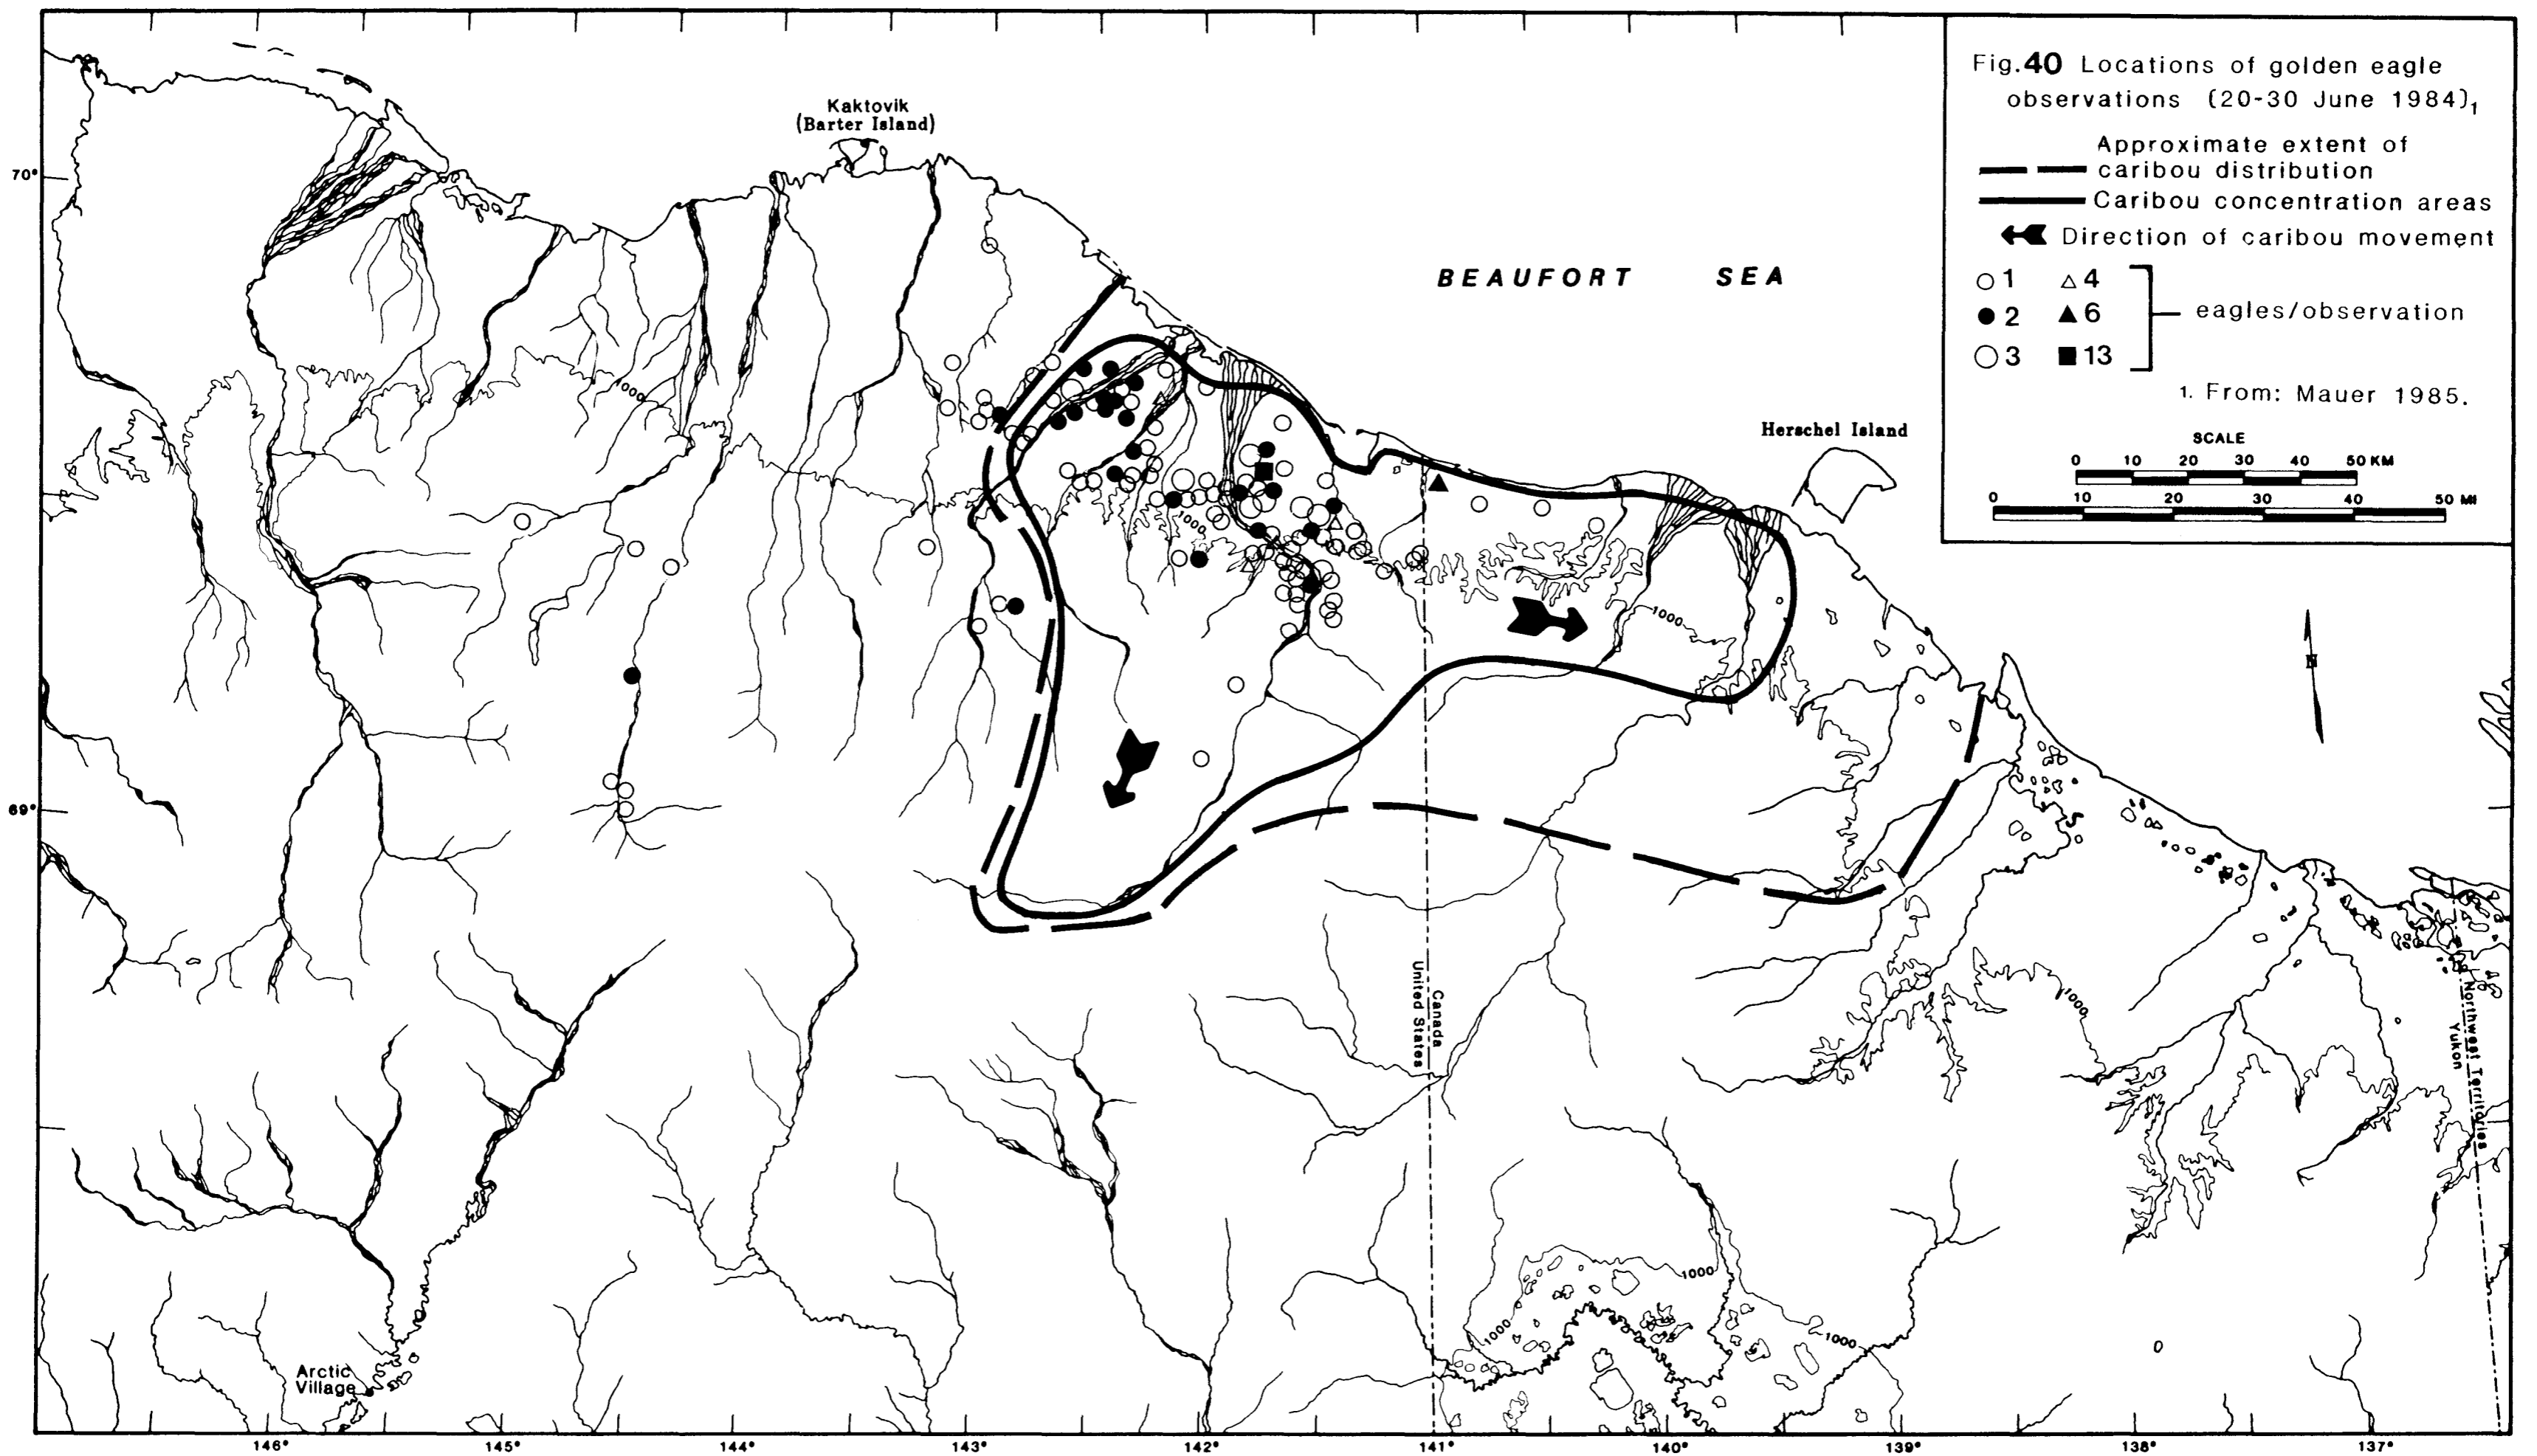 Fig.40 Locations of golden eagle
observations (20-30 June 1984)1
Approximate extent of
caribou distribution
Caribou concentration areas
Direction of caribou movement
1 4
2 6
3 13
eagles/observation
1. From: Mauer 1985.
SCALE
0 10 20 30 40 50 KM
0 10 20 30 40 50 MI
Kaktovik
(Barter Island)
70°
BEAUFORT SEA
Herschel Island
1000
1000
1000
N
69°
United States
Canada
1000
Northwest Territories
Yukon
1000
1000
1000
Arctic
Village
146° 145° 144° 143° 142° 141° 140° 139° 138° 137°